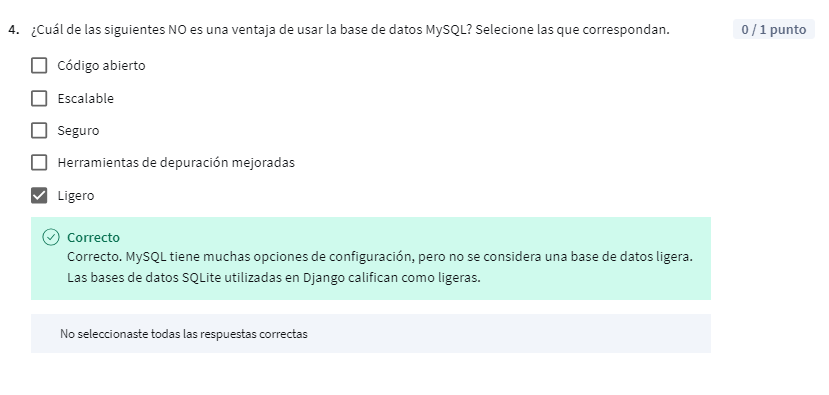 4. ¿Cuál de las siguientes NO es una ventaja de usar la base de datos MySQL? Selecione las que correspondan.
0 / 1 punto
Código abierto
Escalable
Seguro
Herramientas de depuración mejoradas
Ligero
Correcto
Correcto. MySQL tiene muchas opciones de configuración, pero no se considera una base de datos ligera.
Las bases de datos SQLite utilizadas en Django califican como ligeras.
No seleccionaste todas las respuestas correctas